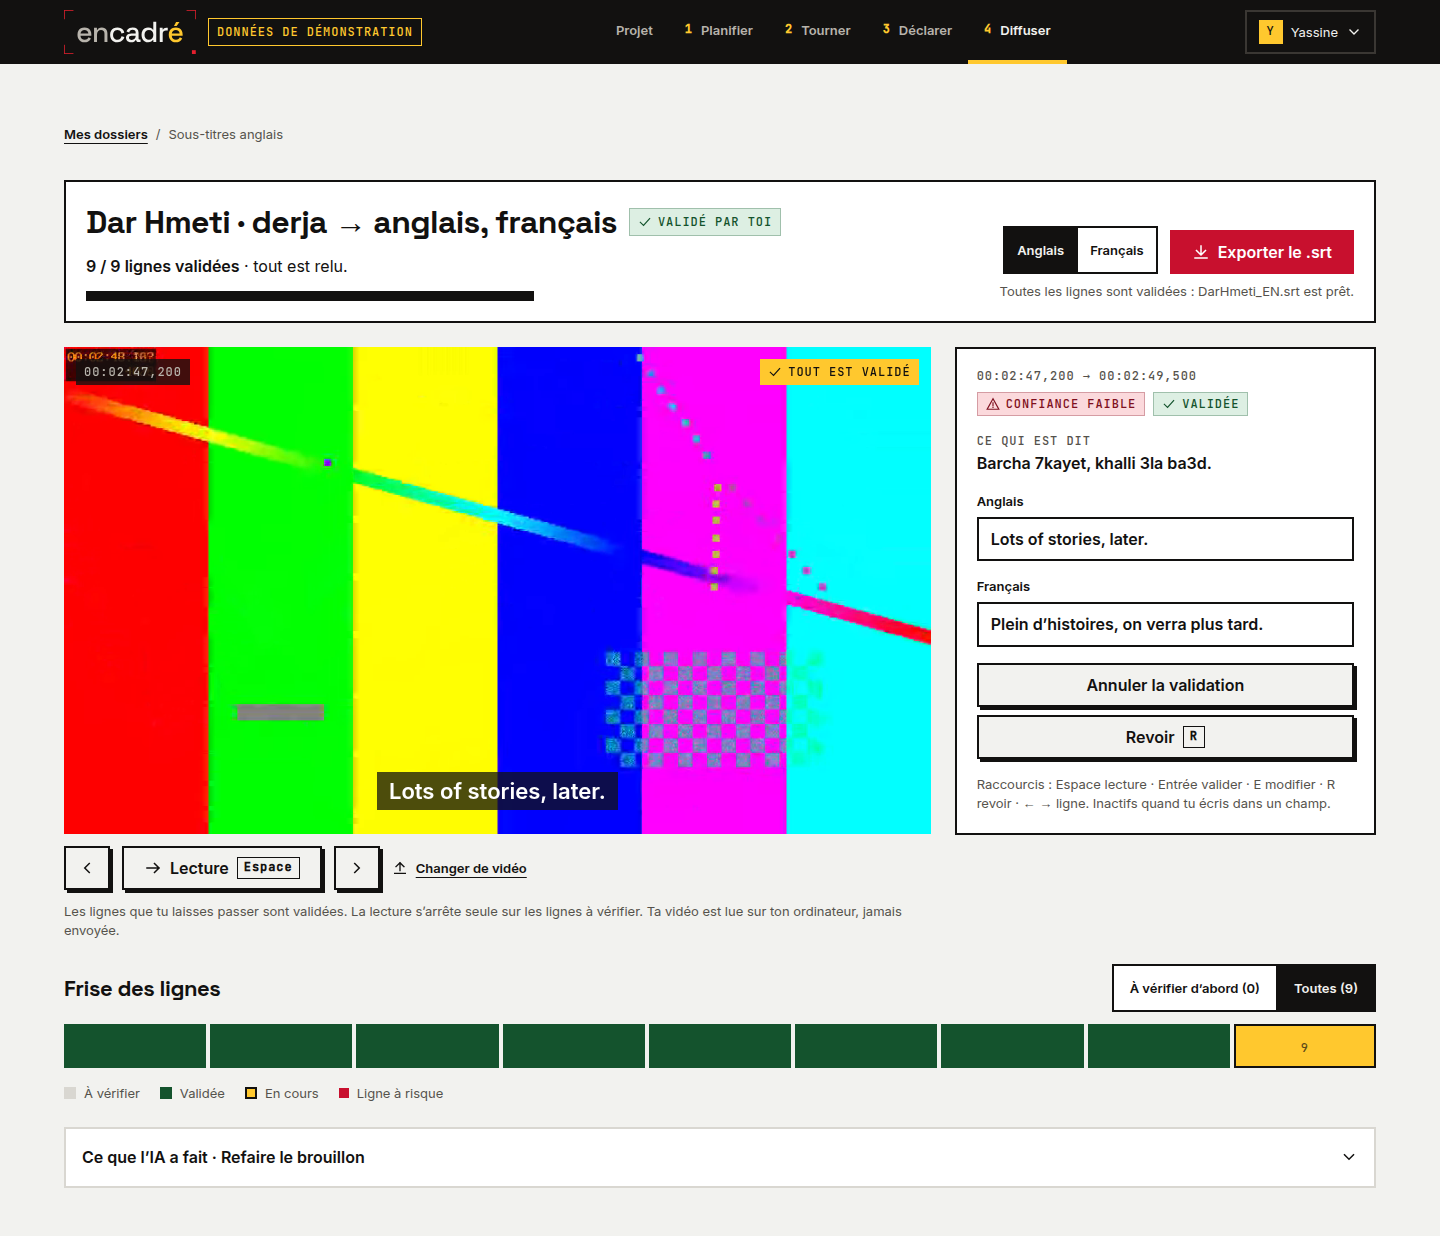 encadré
DONNÉES DE DÉMONSTRATION
Projet
1 Planifier
2 Tourner
3 Déclarer
4 Diffuser
Y Yassine
Mes dossiers / Sous-titres anglais
Dar Hmeti · derja → anglais, français
VALIDÉ PAR TOI
9 / 9 lignes validées · tout est relu.
Anglais Français
Exporter le .srt
Toutes les lignes sont validées : DarHmeti_EN.srt est prêt.
00:02:47,200
TOUT EST VALIDÉ
Lots of stories, later.
00:02:47,200 → 00:02:49,500
CONFIANCE FAIBLE
VALIDÉE
CE QUI EST DIT
Barcha 7kayet, khalli 3la ba3d.
Anglais
Lots of stories, later.
Français
Plein d’histoires, on verra plus tard.
Annuler la validation
Revoir R
Raccourcis : Espace lecture · Entrée valider · E modifier · R
revoir · ← → ligne. Inactifs quand tu écris dans un champ.
→ Lecture Espace
Changer de vidéo
Les lignes que tu laisses passer sont validées. La lecture s’arrête seule sur les lignes à vérifier. Ta vidéo est lue sur ton ordinateur, jamais
envoyée.
Frise des lignes
À vérifier d’abord (0) Toutes (9)
9
À vérifier
Validée
En cours
Ligne à risque
Ce que l’IA a fait · Refaire le brouillon